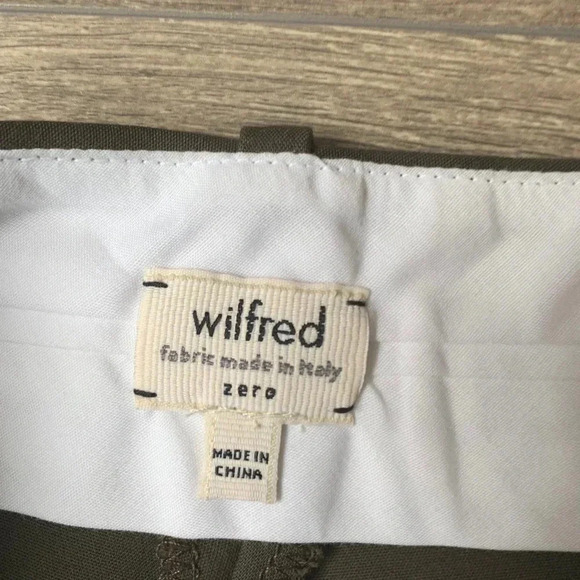 wilfred
fabric made in Italy
zero
MADE IN
CHINA